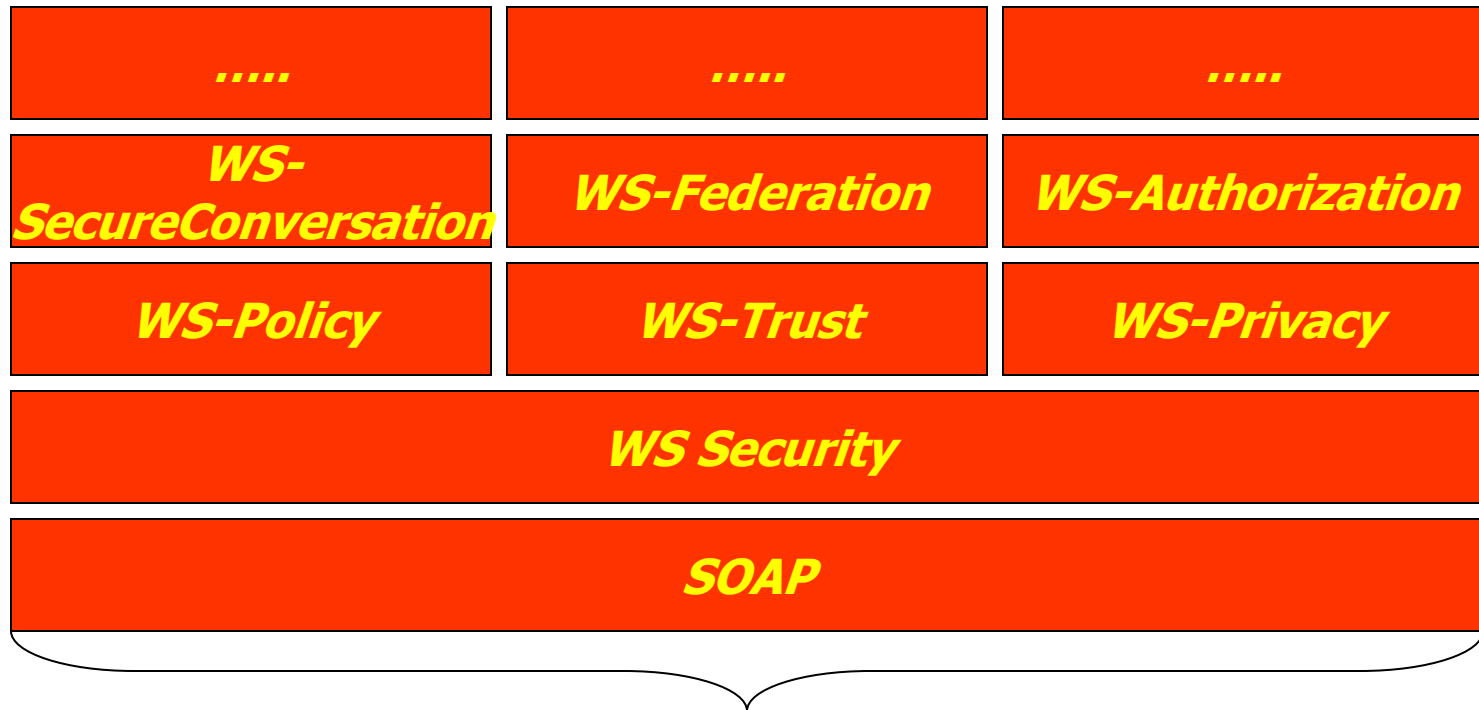 ..... ..... .....
WS-
SecureConversation
WS-Federation
WS-Authorization
WS-Policy
WS-Trust
WS-Privacy
WS Security
SOAP